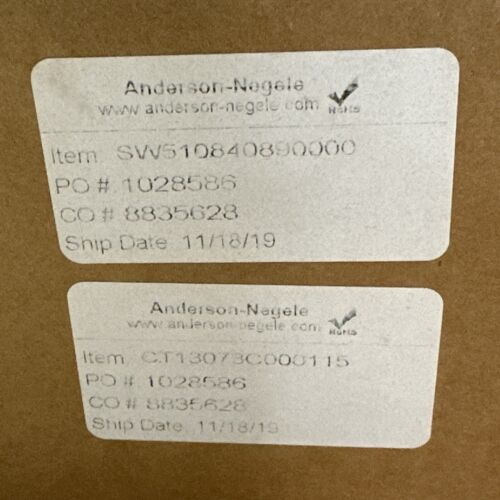 Anderson-Negele
www.anderson-negele.com
RoHS
Item: SW510840890000
PO # 1028586
CO # 8835628
Ship Date 11/18/19
Anderson-Negele
www.anderson-negele.com
RoHS
Item: CT13073C000115
PO # 1028586
CO # 8835628
Ship Date 11/18/19